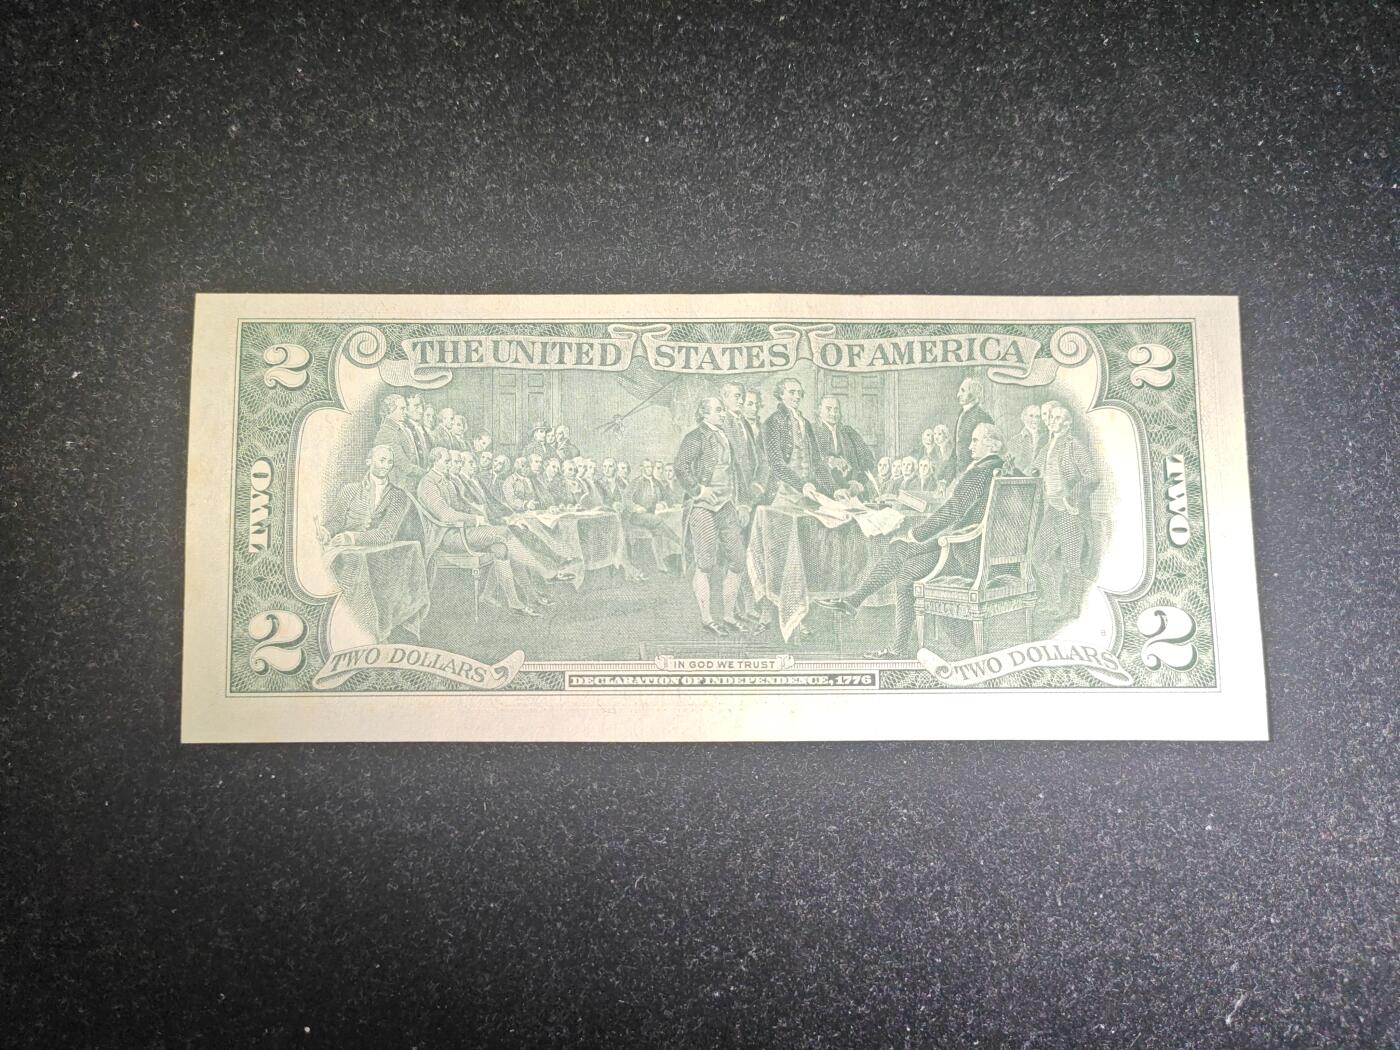 2 THE UNITED STATES OF AMERICA 2
TWO TWO
2 TWO DOLLARS IN GOD WE TRUST TWO DOLLARS 2
DECLARATION OF INDEPENDENCE, 1776